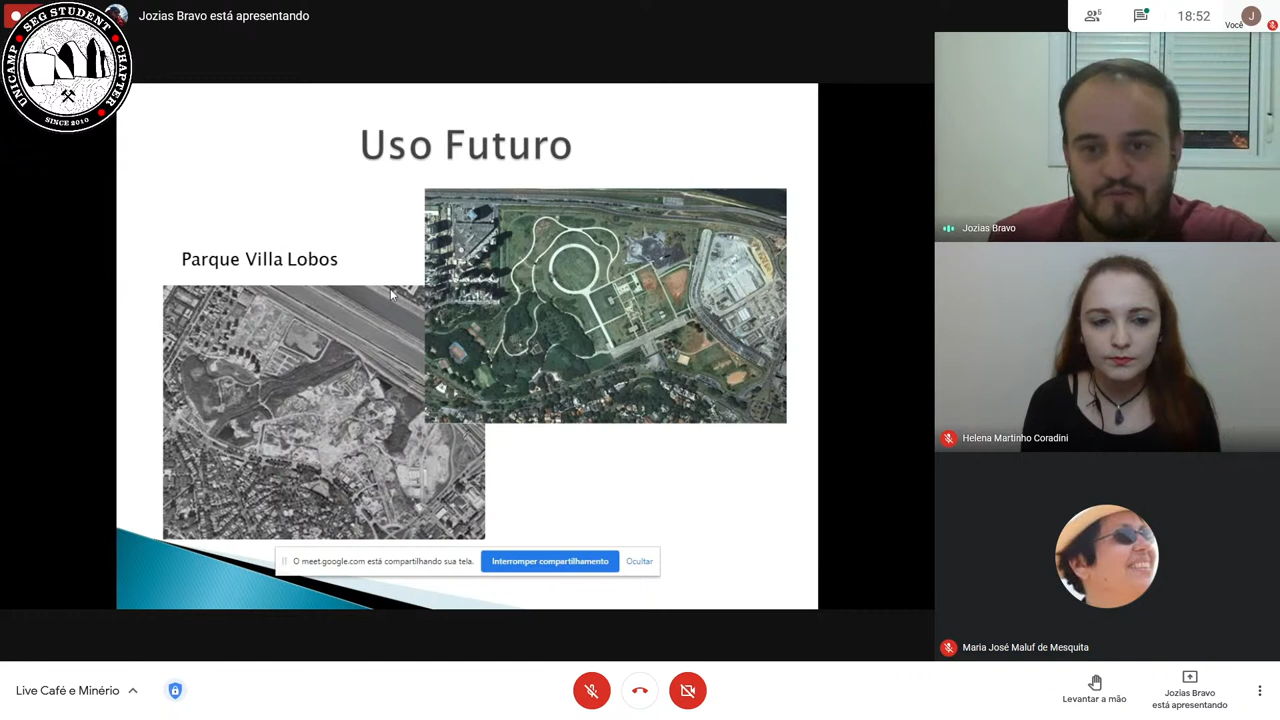 UNICAMP SEG STUDENT CHAPTER
SINCE 2010
Jozias Bravo está apresentando
5
18:52
J
Você
Uso Futuro
Parque Villa Lobos
O meet.google.com está compartilhando sua tela.
Interromper compartilhamento
Ocultar
Jozias Bravo
Helena Martinho Coradini
Maria José Maluf de Mesquita
Live Café e Minério
Levantar a mão
Jozias Bravo
está apresentando